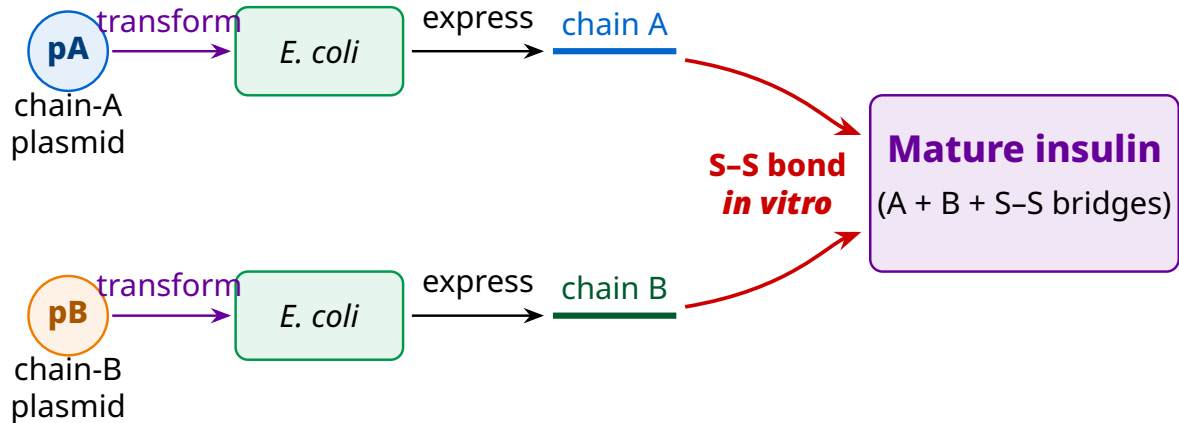 pA
transform
E. coli
express
chain A
chain-A
plasmid
S–S bond
in vitro
Mature insulin
(A + B + S–S bridges)
pB
transform
E. coli
express
chain B
chain-B
plasmid